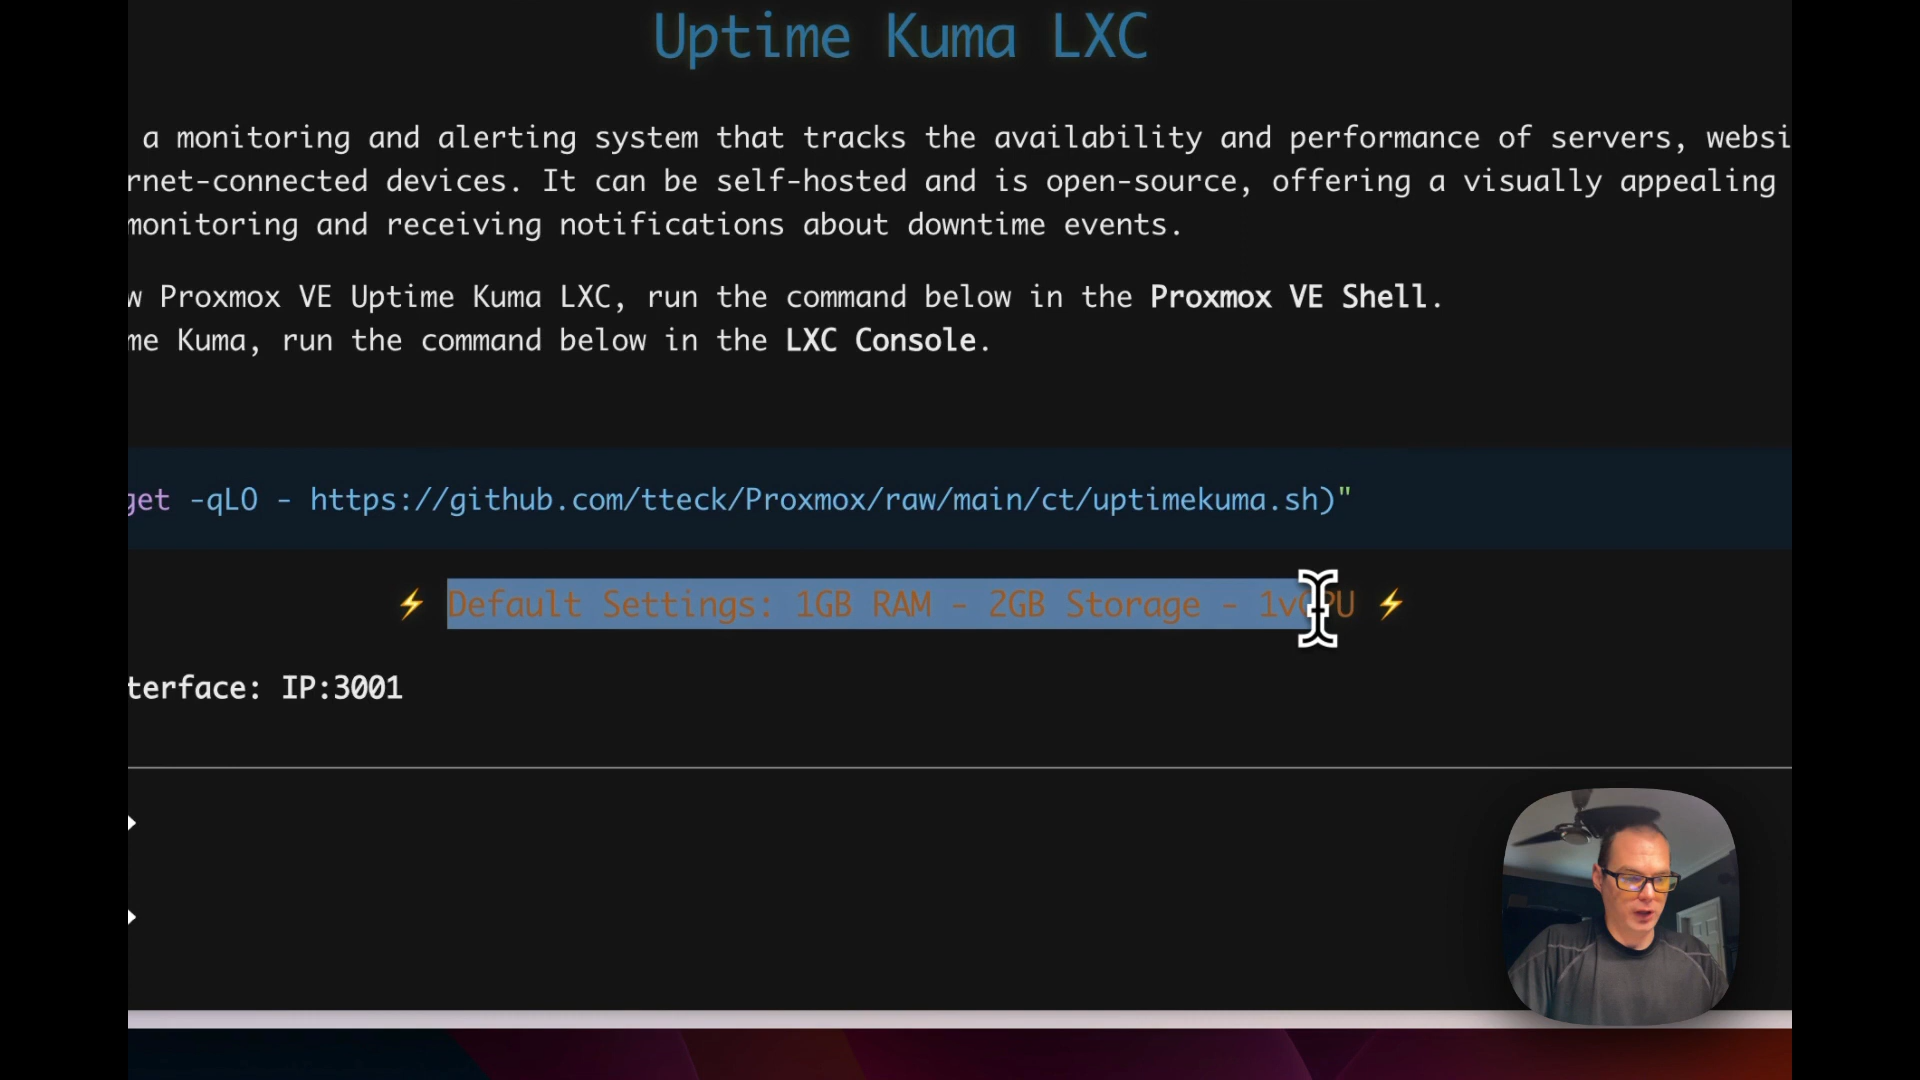 Uptime Kuma LXC
a monitoring and alerting system that tracks the availability and performance of servers, websi
rnet-connected devices. It can be self-hosted and is open-source, offering a visually appealing
monitoring and receiving notifications about downtime events.
w Proxmox VE Uptime Kuma LXC, run the command below in the Proxmox VE Shell.
me Kuma, run the command below in the LXC Console.
get -qLO - https://github.com/tteck/Proxmox/raw/main/ct/uptimekuma.sh)"
⚡ Default Settings: 1GB RAM - 2GB Storage - 1vCPU ⚡
terface: IP:3001